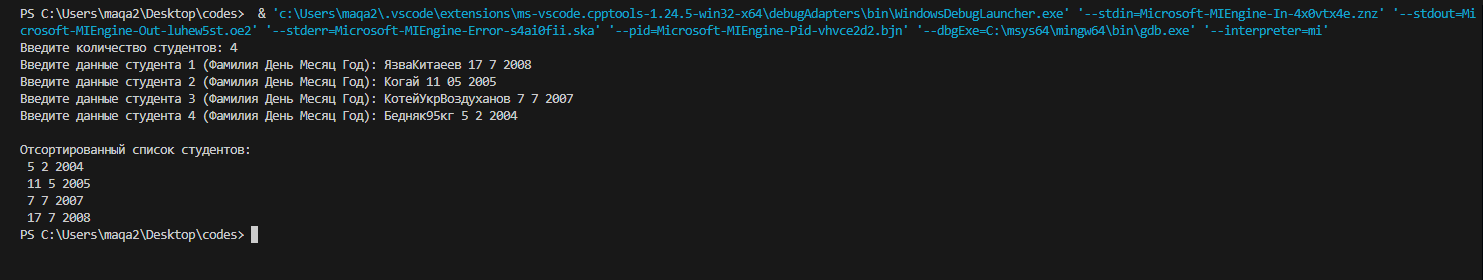 PS C:\Users\maqa2\Desktop\codes>  & 'c:\Users\maqa2\.vscode\extensions\ms-vscode.cpptools-1.24.5-win32-x64\debugAdapters\bin\WindowsDebugLauncher.exe' '--stdin=Microsoft-MIEngine-In-4x0vtx4e.znz' '--stdout=Mi
crosoft-MIEngine-Out-luhew5st.oe2' '--stderr=Microsoft-MIEngine-Error-s4ai0fii.ska' '--pid=Microsoft-MIEngine-Pid-vhvce2d2.bjn' '--dbgExe=C:\msys64\mingw64\bin\gdb.exe' '--interpreter=mi'
Введите количество студентов: 4
Введите данные студента 1 (Фамилия День Месяц Год): ЯзваКитаеев 17 7 2008
Введите данные студента 2 (Фамилия День Месяц Год): Когай 11 05 2005
Введите данные студента 3 (Фамилия День Месяц Год): КотейУкрВоздуханов 7 7 2007
Введите данные студента 4 (Фамилия День Месяц Год): Бедняк95кг 5 2 2004
Отсортированный список студентов:
5 2 2004
11 5 2005
7 7 2007
17 7 2008
PS C:\Users\maqa2\Desktop\codes>